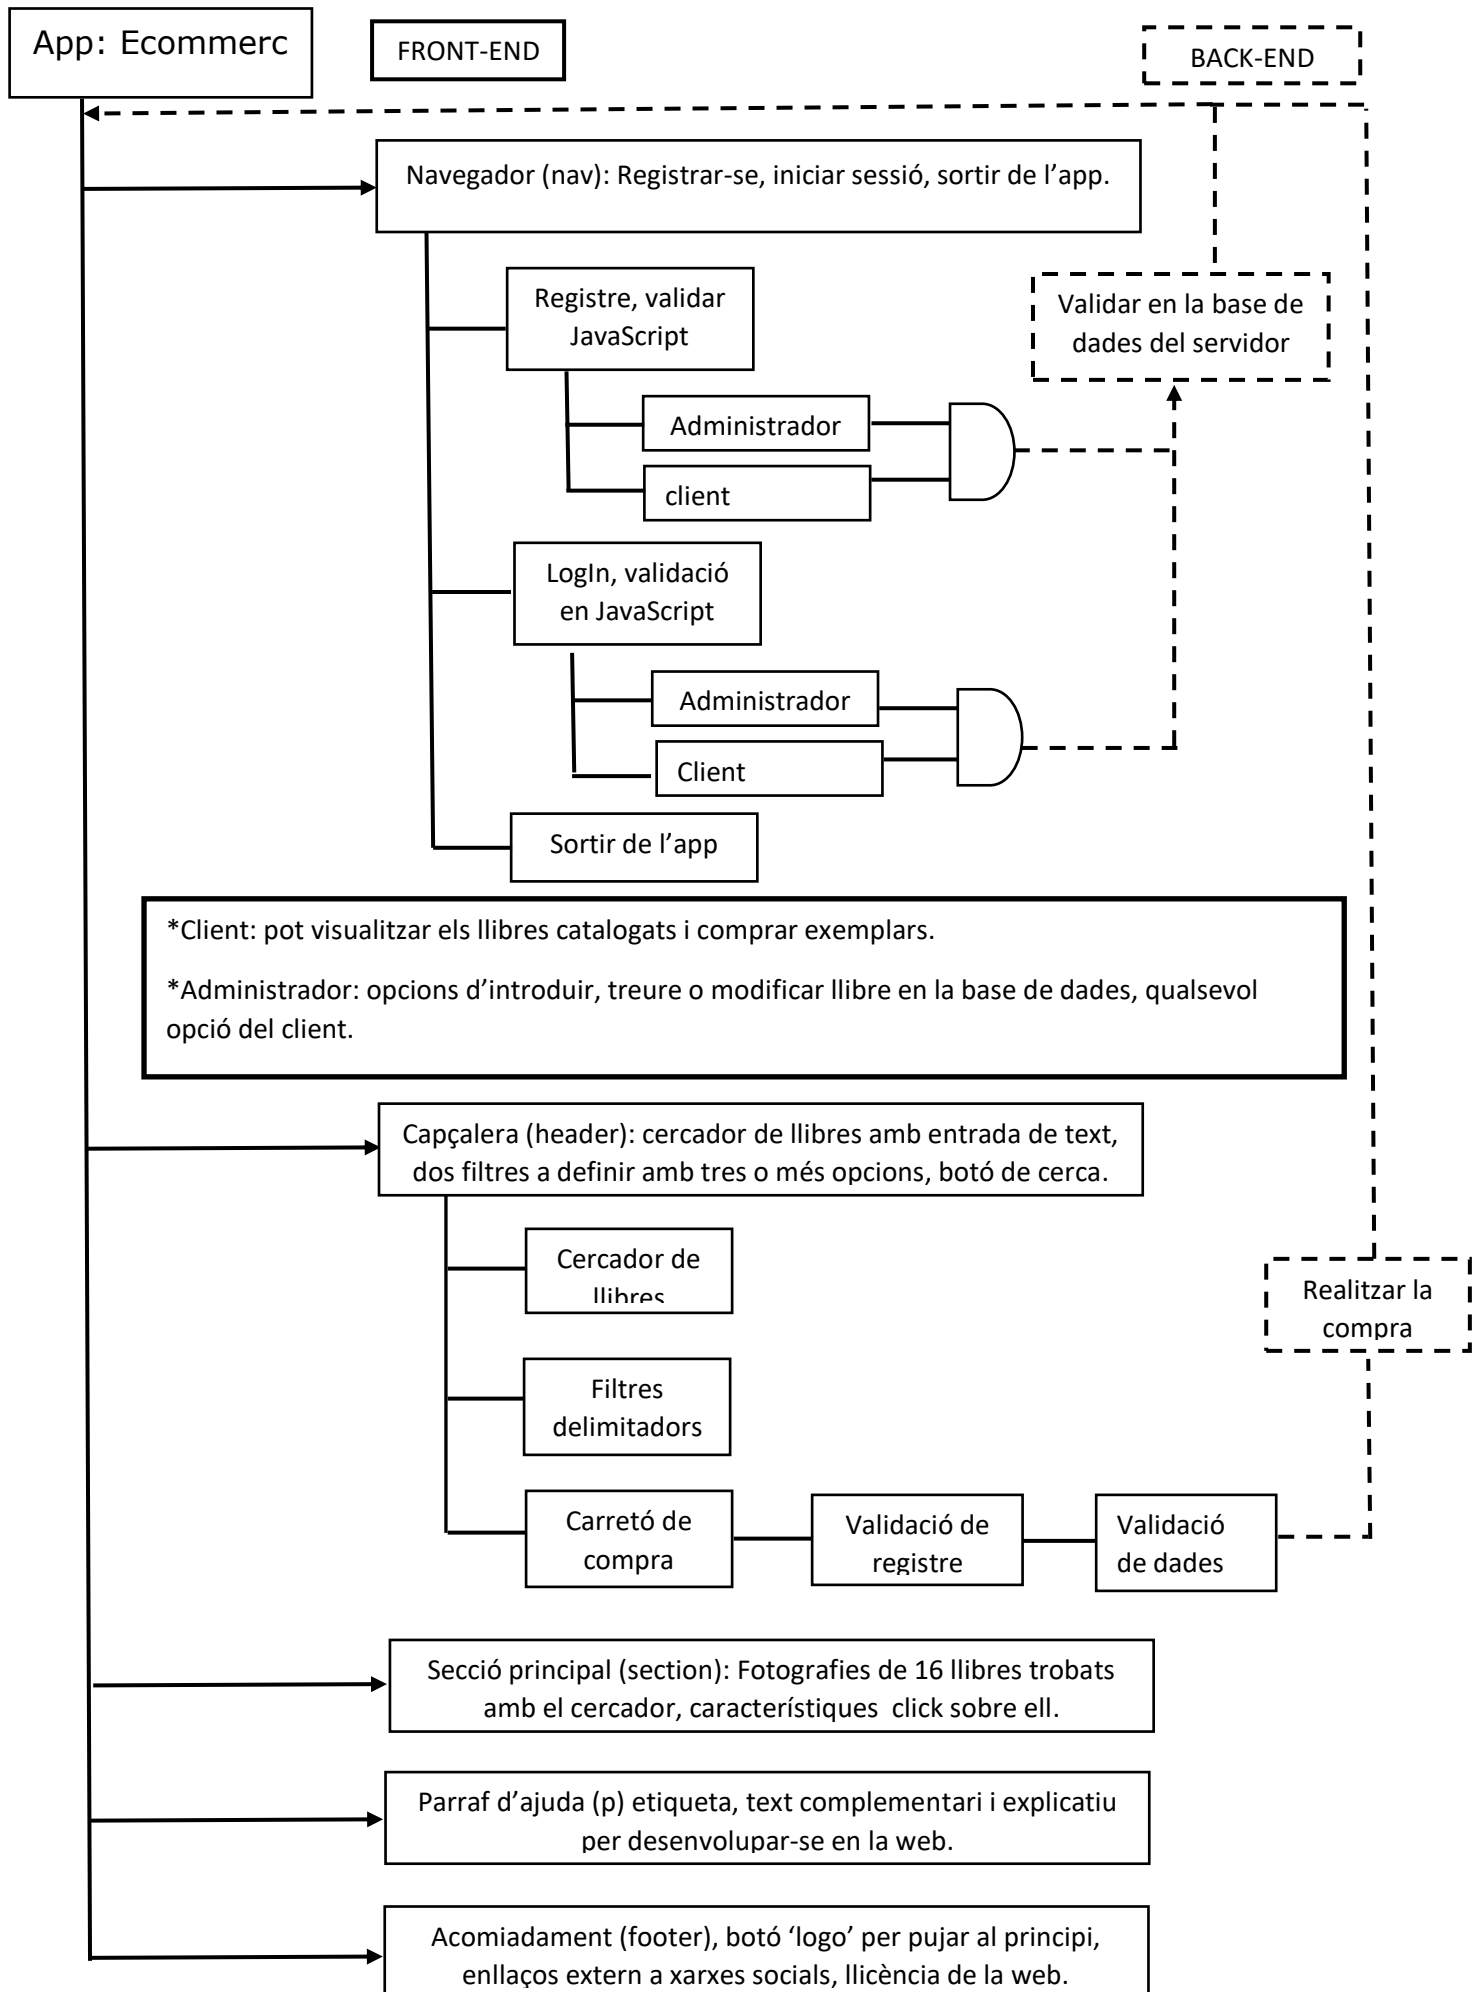 App: Ecommerc
FRONT-END
BACK-END
Navegador (nav): Registrar-se, iniciar sessió, sortir de l’app.
Registre, validar
JavaScript
Validar en la base de
dades del servidor
Administrador
client
LogIn, validació
en JavaScript
Administrador
Client
Sortir de l’app
*Client: pot visualitzar els llibres catalogats i comprar exemplars.
*Administrador: opcions d’introduir, treure o modificar llibre en la base de dades, qualsevol
opció del client.
Capçalera (header): cercador de llibres amb entrada de text,
dos filtres a definir amb tres o més opcions, botó de cerca.
Cercador de
llibres
Realitzar la
compra
Filtres
delimitadors
Carretó de
compra
Validació de
registre
Validació
de dades
Secció principal (section): Fotografies de 16 llibres trobats
amb el cercador, característiques  click sobre ell.
Parraf d’ajuda (p) etiqueta, text complementari i explicatiu
per desenvolupar-se en la web.
Acomiadament (footer), botó ‘logo’ per pujar al principi,
enllaços extern a xarxes socials, llicència de la web.